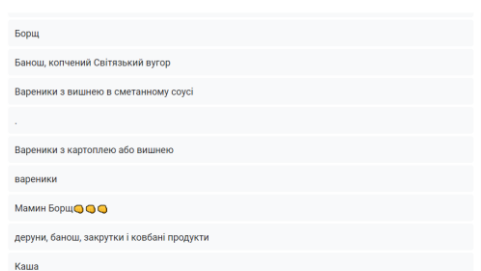 Борщ
Банош, копчений Світязький вугор
Вареники з вишнею в сметанному соусі
.
Вареники з картоплею або вишнею
вареники
Мамин Борщ🤛🤛🤛
деруни, банош, закрутки і ковбані продукти
Каша